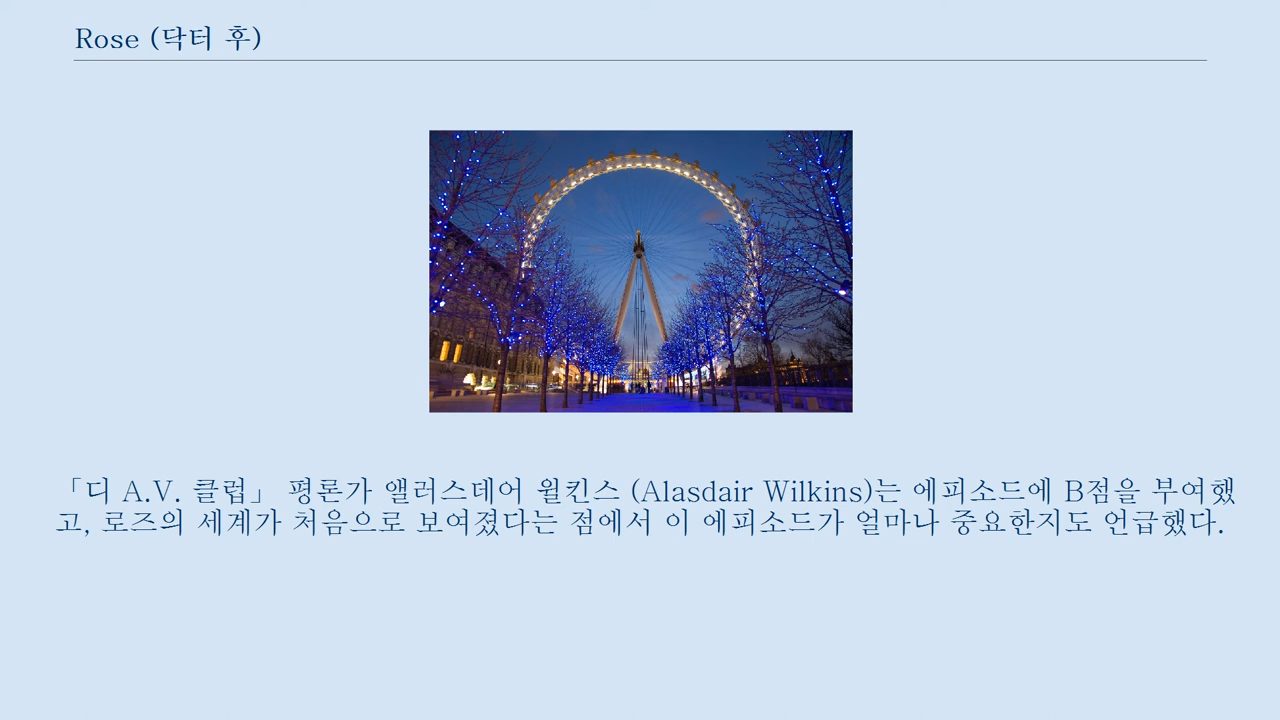 Rose (닥터 후)
「디 A.V. 클럽」 평론가 앨러스데어 윌킨스 (Alasdair Wilkins)는 에피소드에 B점을 부여했
고, 로즈의 세계가 처음으로 보여졌다는 점에서 이 에피소드가 얼마나 중요한지도 언급했다.